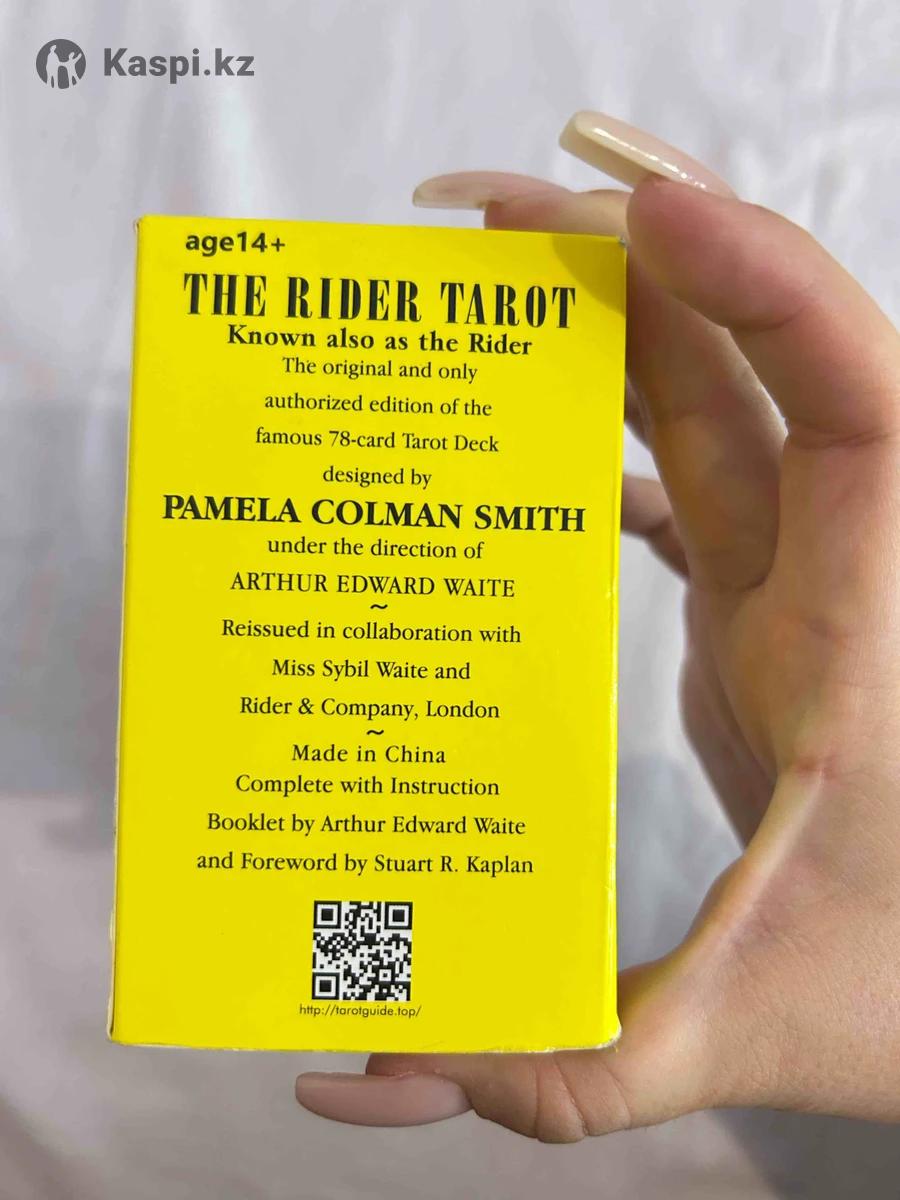 Kaspi.kz
age14+
THE RIDER TAROT
Known also as the Rider
The original and only
authorized edition of the
famous 78-card Tarot Deck
designed by
PAMELA COLMAN SMITH
under the direction of
ARTHUR EDWARD WAITE
~
Reissued in collaboration with
Miss Sybil Waite and
Rider & Company, London
~
Made in China
Complete with Instruction
Booklet by Arthur Edward Waite
and Foreword by Stuart R. Kaplan
http://tarotguide.top/